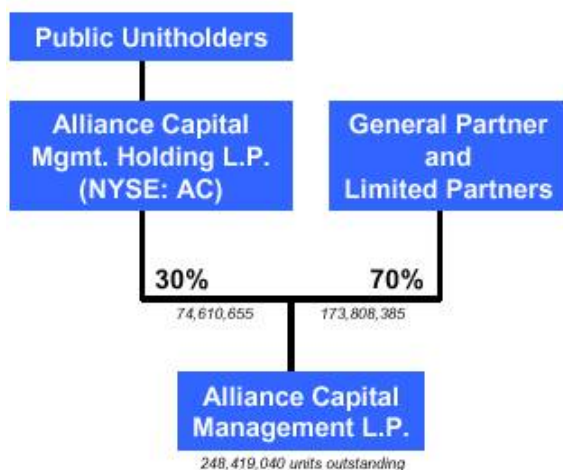 Public Unitholders
Alliance Capital
Mgmt. Holding L.P.
(NYSE: AC)
General Partner
and
Limited Partners
30%
70%
74,610,655
173,808,385
Alliance Capital
Management L.P.
248,419,040 units outstanding